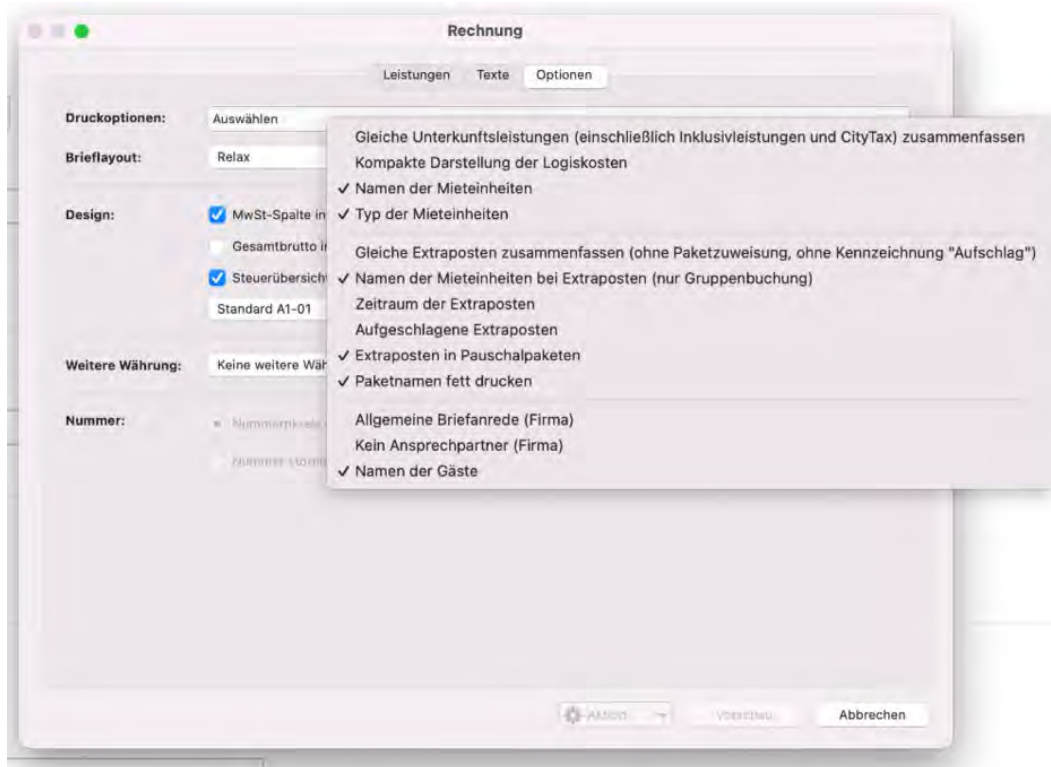 Rechnung
Leistungen Texte Optionen
Druckoptionen: Auswählen
Gleiche Unterkunftsleistungen (einschließlich Inklusivleistungen und CityTax) zusammenfassen
Kompakte Darstellung der Logiskosten
✓ Namen der Mieteinheiten
✓ Typ der Mieteinheiten
Gleiche Extraposten zusammenfassen (ohne Paketzuweisung, ohne Kennzeichnung "Aufschlag")
✓ Namen der Mieteinheiten bei Extraposten (nur Gruppenbuchung)
Zeitraum der Extraposten
Aufgeschlagene Extraposten
✓ Extraposten in Pauschalpaketen
✓ Paketnamen fett drucken
Allgemeine Briefanrede (Firma)
Kein Ansprechpartner (Firma)
✓ Namen der Gäste
Brieflayout: Relax
Design: MwSt-Spalte in
Gesamtbrutto i
Steuerübersich
Standard A1-01
Weitere Währung: Keine weitere Wäh
Nummer: Nummernkreis
Nummer
Aktion Vorschau Abbrechen